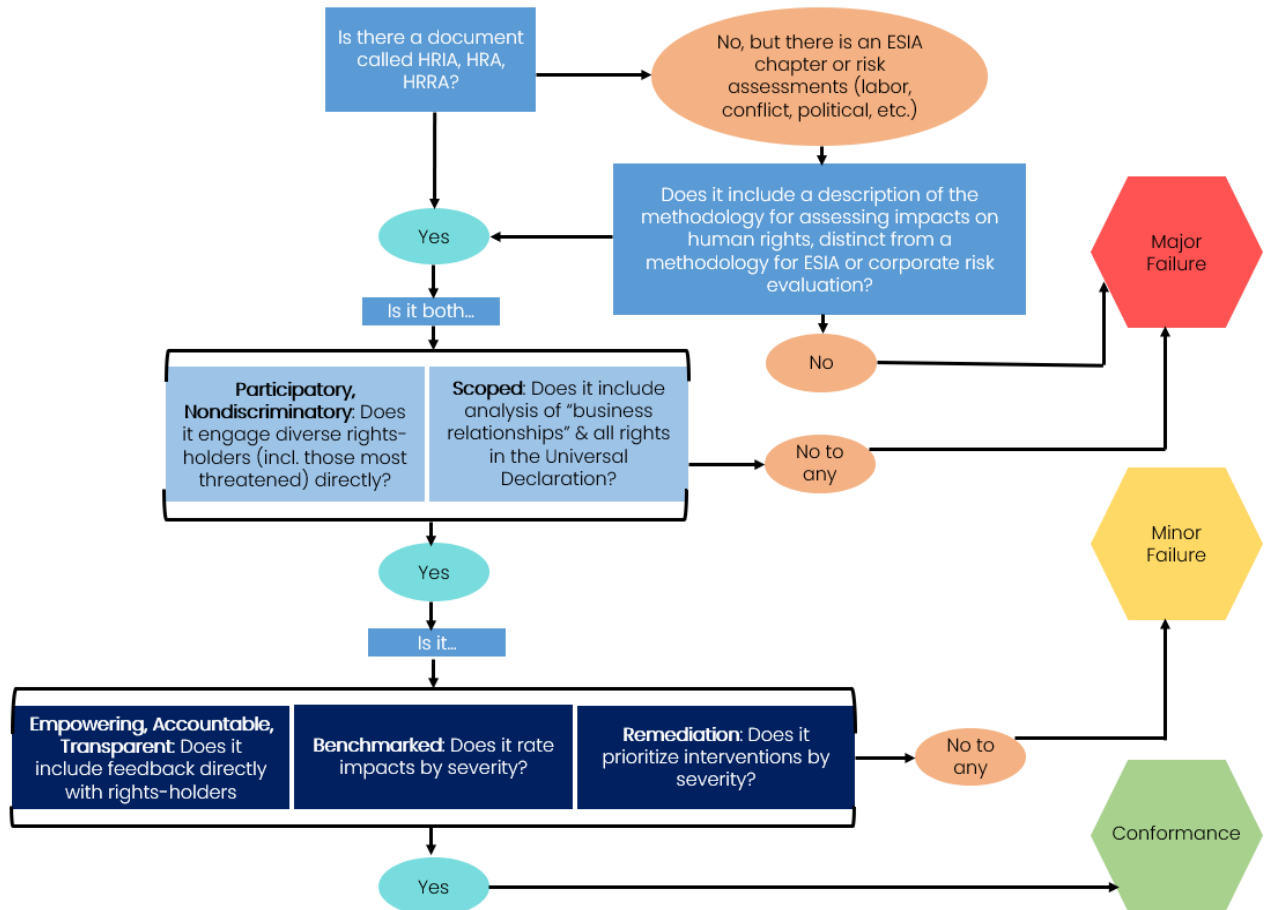 Is there a document
called HRIA, HRA,
HRRA?
No, but there is an ESIA
chapter or risk
assessments (labor,
conflict, political, etc.)
Does it include a description of the
methodology for assessing impacts on
human rights, distinct from a
methodology for ESIA or corporate risk
evaluation?
Yes
Major
Failure
Is it both…
No
Participatory,
Nondiscriminatory: Does
it engage diverse rights-
holders (incl. those most
threatened) directly?
Scoped: Does it include
analysis of “business
relationships” & all rights
in the Universal
Declaration?
No to
any
Minor
Failure
Yes
Is it…
Empowering, Accountable,
Transparent: Does it
include feedback directly
with rights-holders
Benchmarked: Does it rate
impacts by severity?
Remediation: Does it
prioritize interventions by
severity?
No to
any
Conformance
Yes